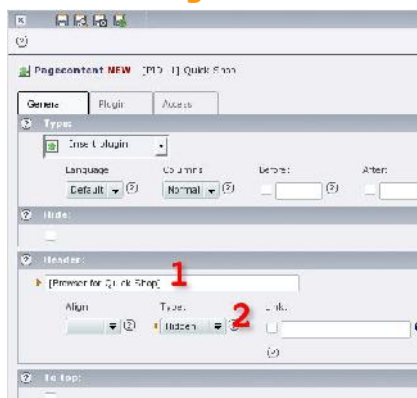 Pagecontent NEW [PID: 1] Quick Shop
General Plugin Access
Type:
Insert plugin
Language Columns Before: After:
Default Normal
Hide:
Header:
[Browser for Quick Shop] 1
Align Type: Link:
Hidden 2
To top: